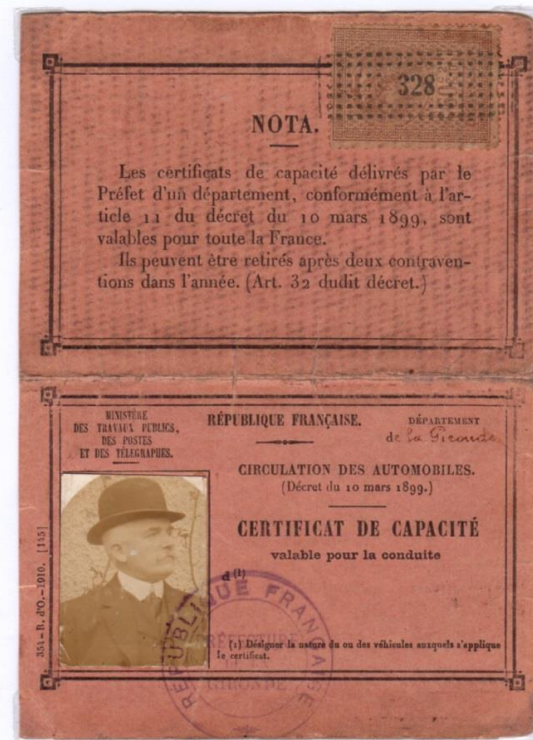 328
NOTA.
Les certificats de capacité délivrés par le
Préfet d'un département, conformément à l'ar-
ticle 11 du décret du 10 mars 1899, sont
valables pour toute la France.
Ils peuvent être retirés après deux contraven-
tions dans l'année. (Art. 32 dudit décret.)
MINISTÈRE
DES TRAVAUX PUBLICS,
DES POSTES
ET DES TÉLÉGRAPHES.
RÉPUBLIQUE FRANÇAISE.
DÉPARTEMENT
de la Gironde
CIRCULATION DES AUTOMOBILES.
(Décret du 10 mars 1899.)
CERTIFICAT DE CAPACITÉ
valable pour la conduite
d (1)
(1) Désigner la nature du ou des véhicules auxquels s'applique
le certificat.
351-B. d'O.-1910. [145]
RÉPUBLIQUE FRANÇAISE
PRÉFECTURE
GIRONDE